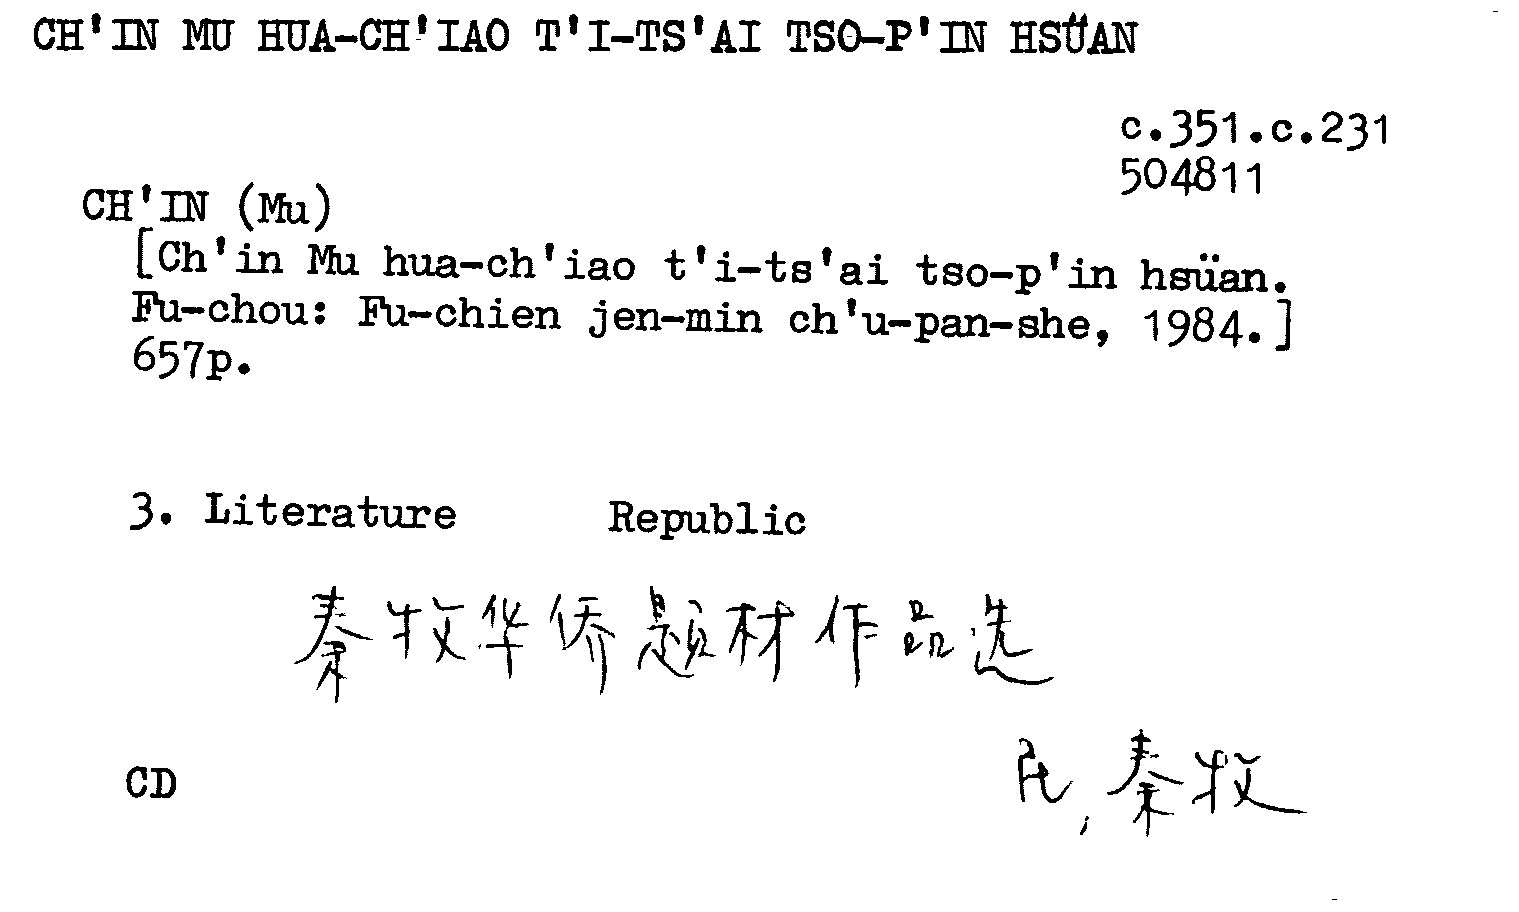 CH'IN MU HUA-CH'IAO T'I-TS'AI TSO-P'IN HSÜAN
c.351.c.231
504811
CH'IN (Mu)
[Ch'in Mu hua-ch'iao t'i-ts'ai tso-p'in hsüan.
Fu-chou: Fu-chien jen-min ch'u-pan-she, 1984.]
657p.
3. Literature Republic
秦牧华侨题材作品选
民,秦牧
CD